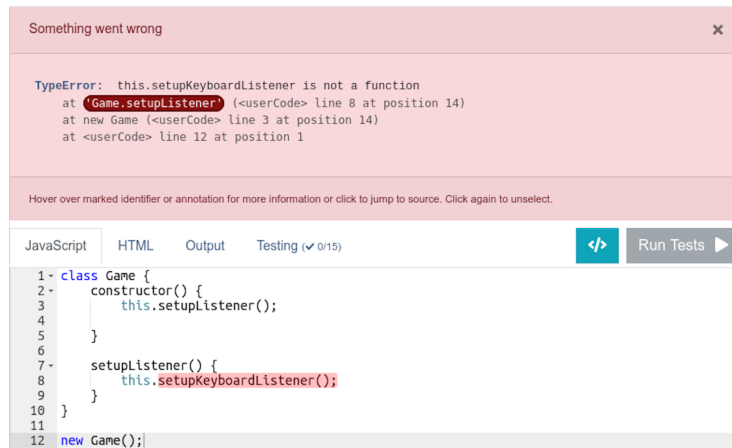 Something went wrong ×
TypeError: this.setupKeyboardListener is not a function
at 'Game.setupListener' (<userCode> line 8 at position 14)
at new Game (<userCode> line 3 at position 14)
at <userCode> line 12 at position 1
Hover over marked identifier or annotation for more information or click to jump to source. Click again to unselect.
JavaScript HTML Output Testing (✓ 0/15) </> Run Tests
1 class Game {
2 constructor() {
3 this.setupListener();
4
5 }
6
7 setupListener() {
8 this.setupKeyboardListener();
9 }
10 }
11
12 new Game();